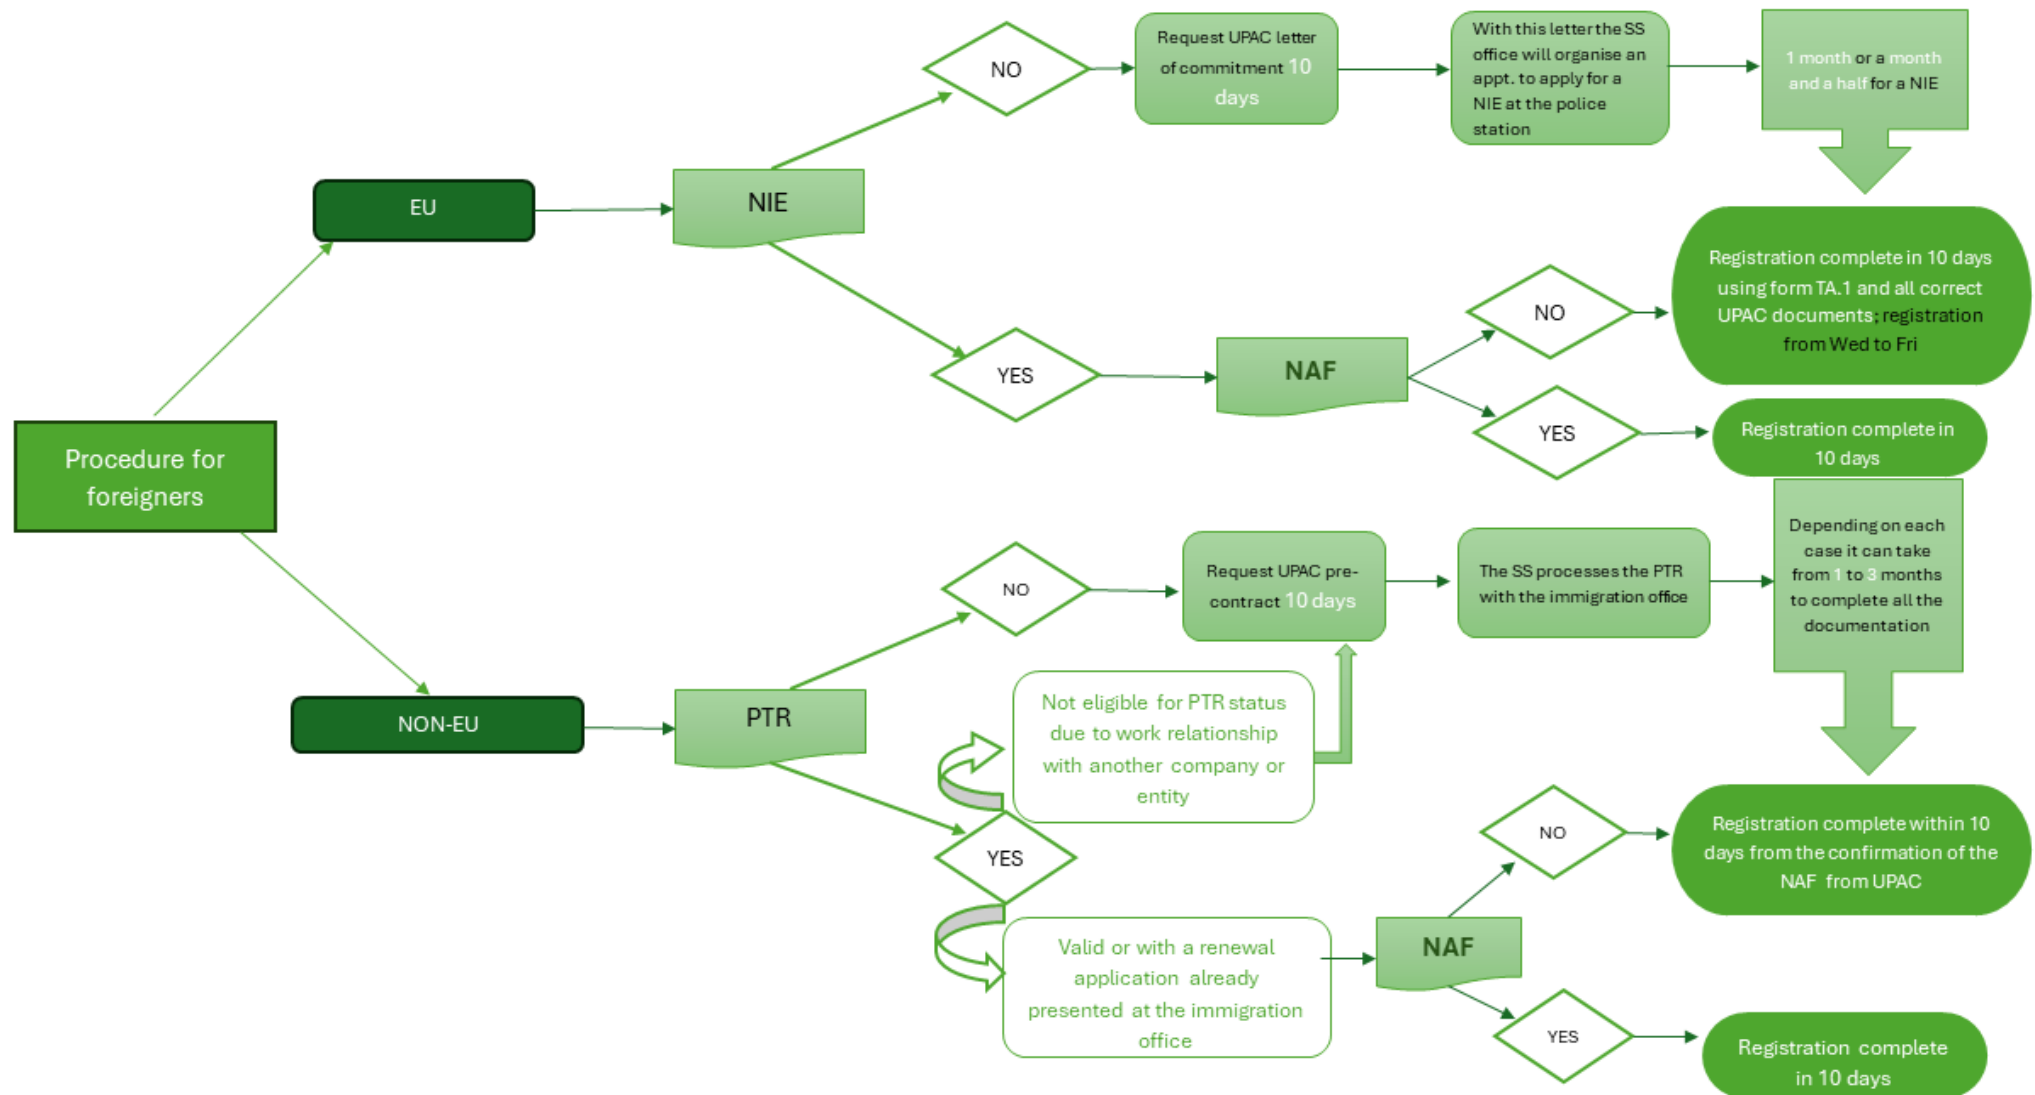 NO
Request UPAC letter
of commitment 10
days
With this letter the SS
office will organise an
appt. to apply for a
NIE at the police
station
1 month or a month
and a half for a NIE
EU
NIE
Registration complete in 10 days
using form TA.1 and all correct
UPAC documents; registration
from Wed to Fri
NO
YES
NAF
YES
Registration complete in
10 days
Procedure for
foreigners
Depending on each
case it can take
from 1 to 3 months
to complete all the
documentation
NO
Request UPAC pre-
contract 10 days
The SS processes the PTR
with the immigration office
NON-EU
PTR
Not eligible for PTR status
due to work relationship
with another company or
entity
YES
NO
Registration complete within 10
days from the confirmation of the
NAF from UPAC
Valid or with a renewal
application already
presented at the immigration
office
NAF
YES
Registration complete
in 10 days